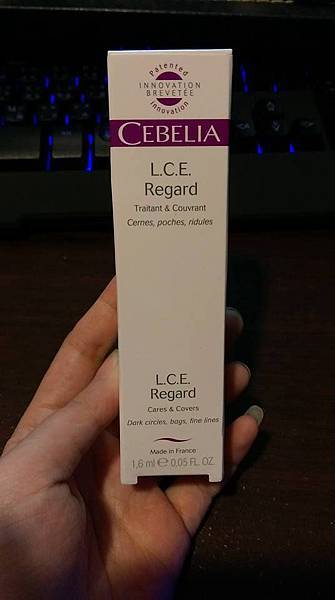 Patented
INNOVATION
BREVETÉE
Innovation
CEBELIA
L.C.E.
Regard
Traitant & Couvrant
Cernes, poches, ridules
L.C.E.
Regard
Cares & Covers
Dark circles, bags, fine lines
Made in France
1,6 ml ℮ 0,05 FL. OZ.